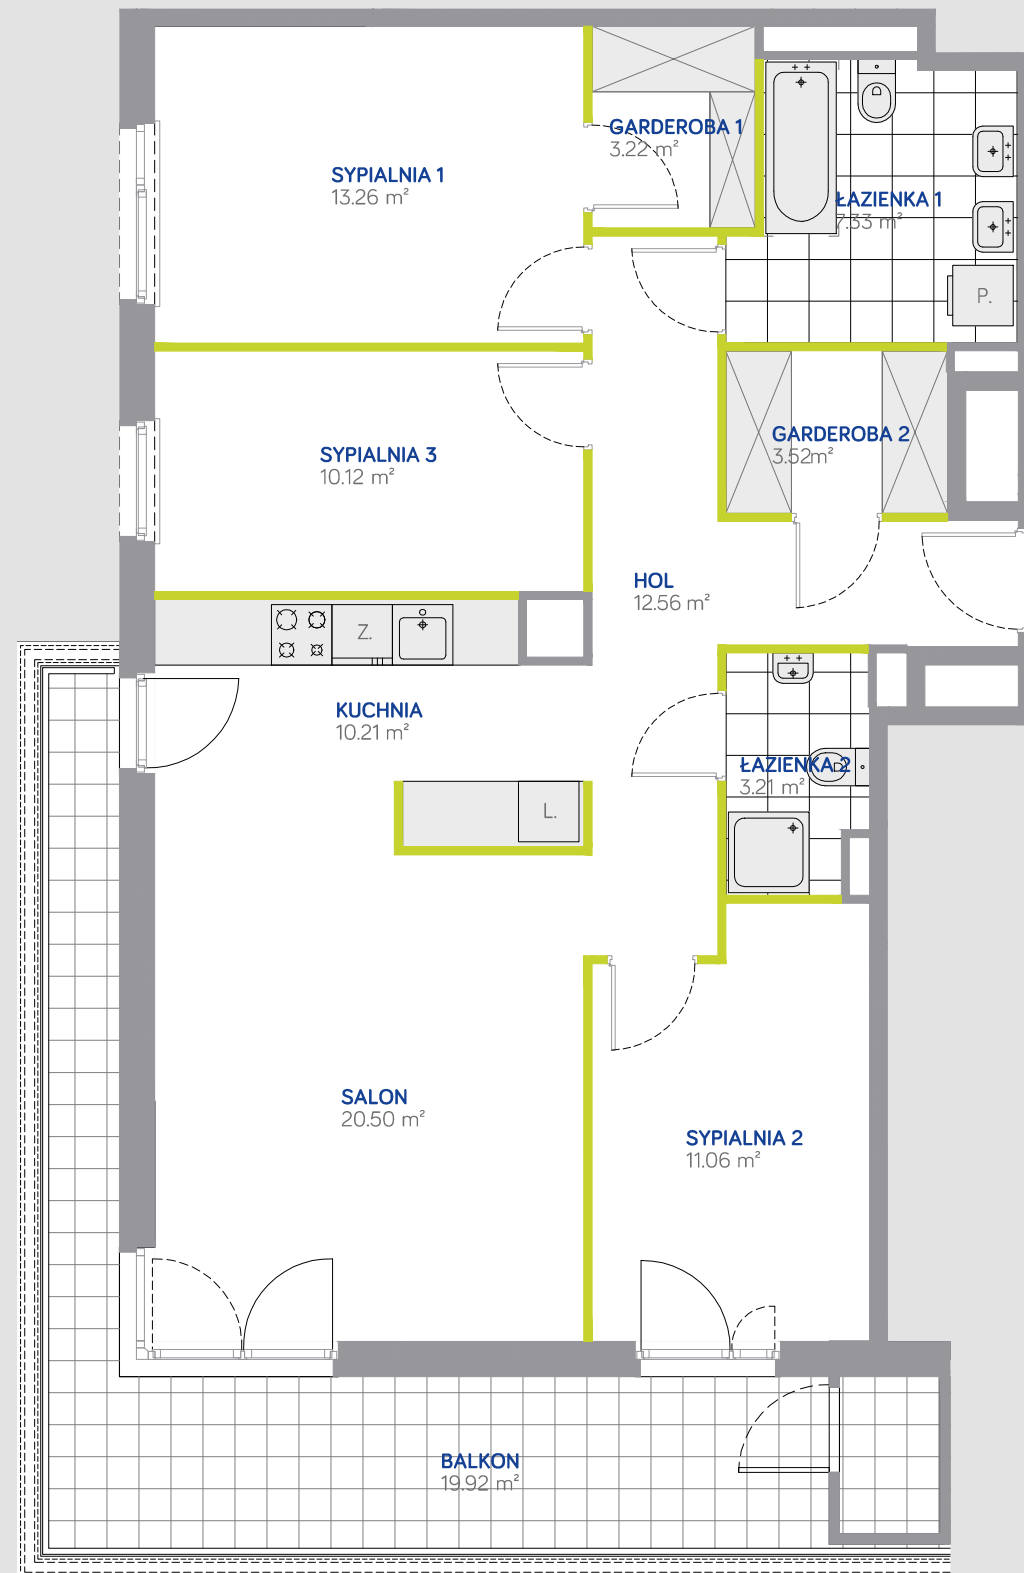 GARDEROBA 1
3.22 m²
SYPIALNIA 1
13.26 m²
ŁAZIENKA 1
7.33 m²
P.
GARDEROBA 2
3.52m²
SYPIALNIA 3
10.12 m²
HOL
12.56 m²
Z.
KUCHNIA
10.21 m²
ŁAZIENKA 2
3.21 m²
L.
SALON
20.50 m²
SYPIALNIA 2
11.06 m²
BALKON
19.92 m²